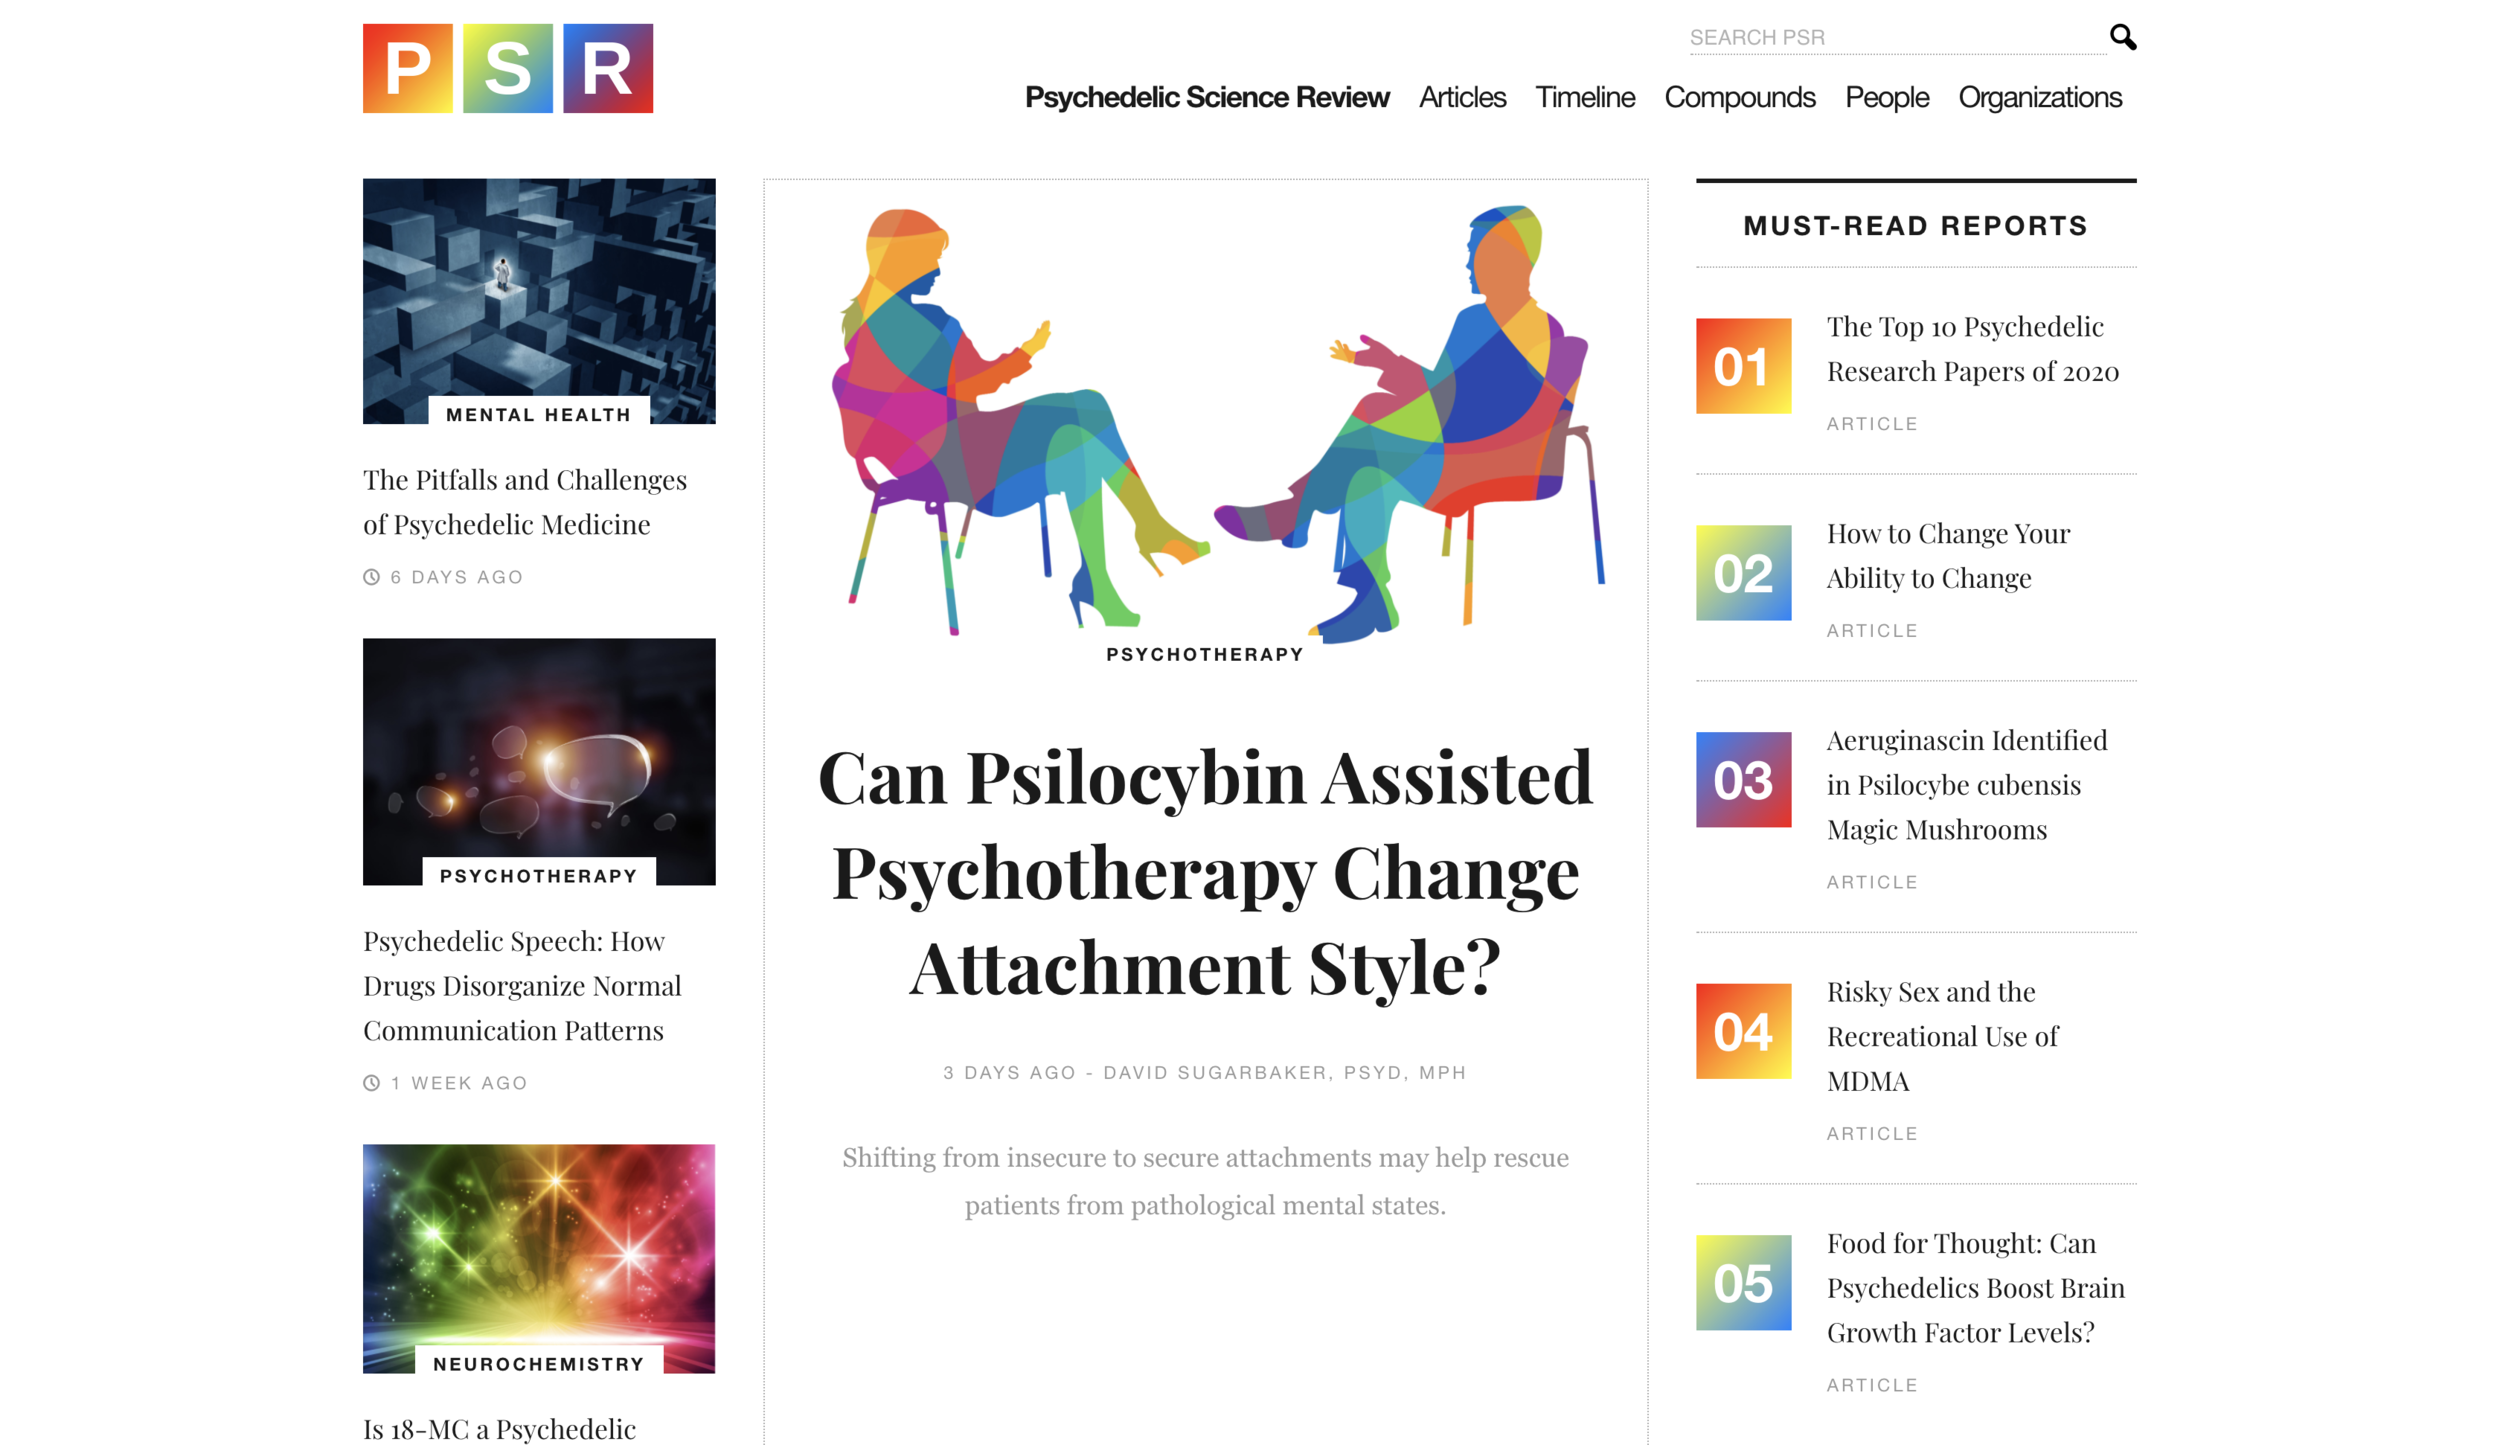 P S R
SEARCH PSR
Psychedelic Science Review Articles Timeline Compounds People Organizations
MENTAL HEALTH
The Pitfalls and Challenges
of Psychedelic Medicine
6 DAYS AGO
PSYCHOTHERAPY
Psychedelic Speech: How
Drugs Disorganize Normal
Communication Patterns
1 WEEK AGO
NEUROCHEMISTRY
Is 18-MC a Psychedelic
PSYCHOTHERAPY
Can Psilocybin Assisted
Psychotherapy Change
Attachment Style?
3 DAYS AGO - DAVID SUGARBAKER, PSYD, MPH
Shifting from insecure to secure attachments may help rescue
patients from pathological mental states.
MUST-READ REPORTS
01
The Top 10 Psychedelic
Research Papers of 2020
ARTICLE
02
How to Change Your
Ability to Change
ARTICLE
03
Aeruginascin Identified
in Psilocybe cubensis
Magic Mushrooms
ARTICLE
04
Risky Sex and the
Recreational Use of
MDMA
ARTICLE
05
Food for Thought: Can
Psychedelics Boost Brain
Growth Factor Levels?
ARTICLE